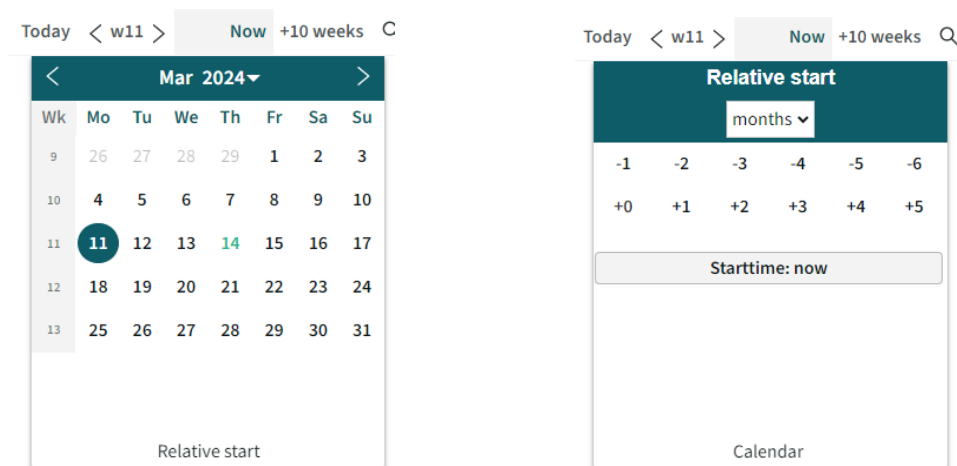 Today < w11 > Now +10 weeks
Mar 2024
Wk Mo Tu We Th Fr Sa Su
9 26 27 28 29 1 2 3
10 4 5 6 7 8 9 10
11 11 12 13 14 15 16 17
12 18 19 20 21 22 23 24
13 25 26 27 28 29 30 31
Relative start
Today < w11 > Now +10 weeks
Relative start
months
-1 -2 -3 -4 -5 -6
+0 +1 +2 +3 +4 +5
Starttime: now
Calendar